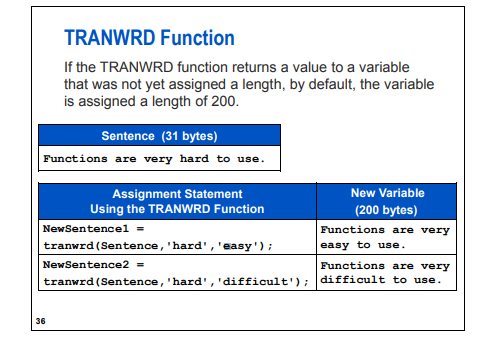 TRANWRD Function
If the TRANWRD function returns a value to a variable
that was not yet assigned a length, by default, the variable
is assigned a length of 200.
Sentence (31 bytes)
Functions are very hard to use.
Assignment Statement
Using the TRANWRD Function
New Variable
(200 bytes)
NewSentence1 =
tranwrd(Sentence,'hard','easy');
Functions are very
easy to use.
NewSentence2 =
tranwrd(Sentence,'hard','difficult');
Functions are very
difficult to use.
36